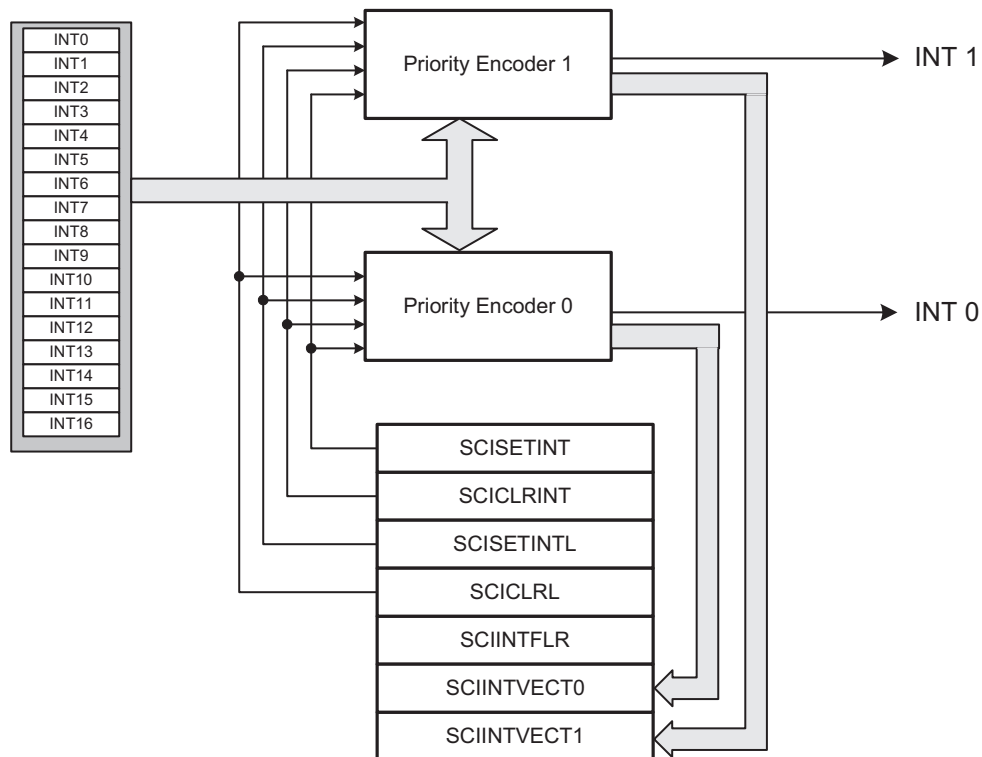 INT0
INT1
INT2
INT3
INT4
INT5
INT6
INT7
INT8
INT9
INT10
INT11
INT12
INT13
INT14
INT15
INT16
Priority Encoder 1
INT 1
Priority Encoder 0
INT 0
SCISETINT
SCICLRINT
SCISETINTL
SCICLRL
SCIINTFLR
SCIINTVECT0
SCIINTVECT1